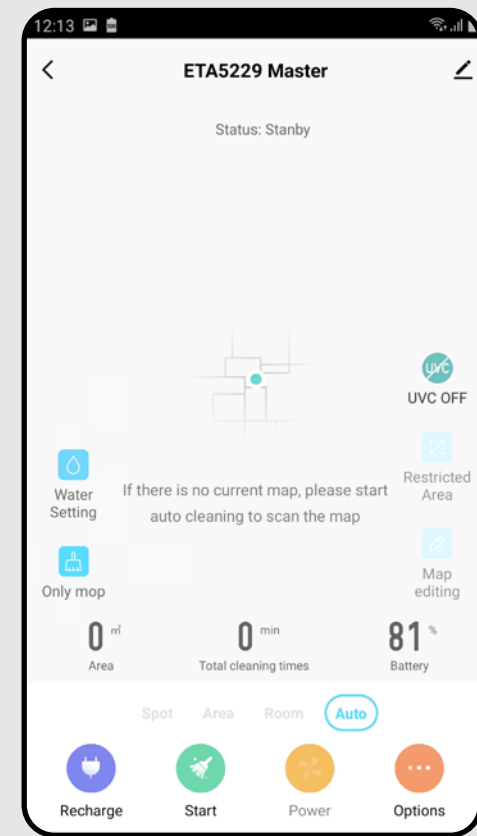 12:13
ETA5229 Master
Status: Stanby
UVC
UVC OFF
Restricted
Area
Water
Setting
If there is no current map, please start
auto cleaning to scan the map
Only mop
Map
editing
0 ㎡
0 min
81 %
Area
Total cleaning times
Battery
Spot Area Room Auto
Recharge Start Power Options